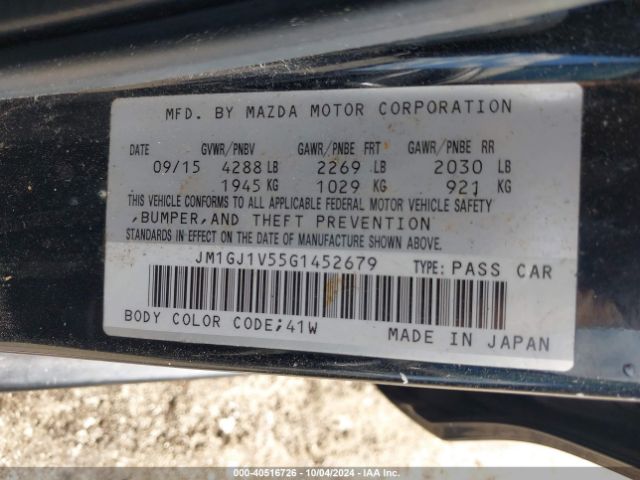 MFD. BY MAZDA MOTOR CORPORATION
DATE GVWR/PNBV GAWR/PNBE FRT GAWR/PNBE RR
09/15 4288 LB 2269 LB 2030 LB
1945 KG 1029 KG 921 KG
THIS VEHICLE CONFORMS TO ALL APPLICABLE FEDERAL MOTOR VEHICLE SAFETY
,BUMPER,AND THEFT PREVENTION
STANDARDS IN EFFECT ON THE DATE OF MANUFACTURE SHOWN ABOVE.
JM1GJ1V55G1452679 TYPE: PASS CAR
BODY COLOR CODE;41W MADE IN JAPAN
000-40516726 - 10/04/2024 - IAA Inc.